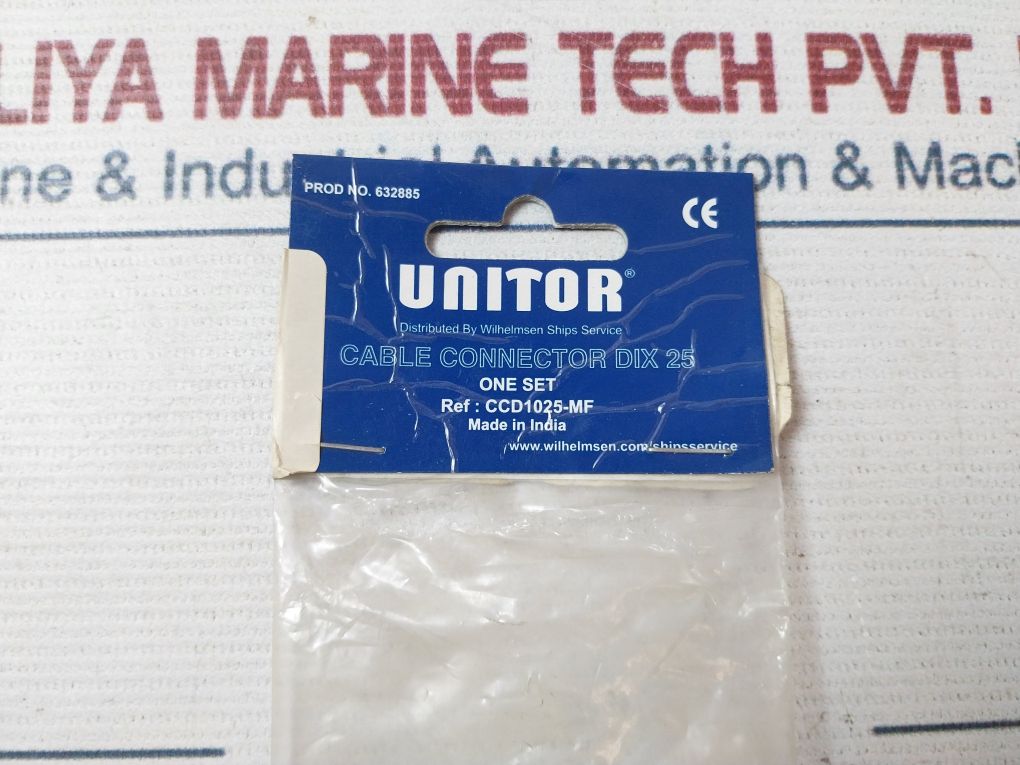 LIYA MARINE TECH PVT.
ne & Industrial Automation & Mac
PROD NO. 632885
CE
UNITOR®
Distributed By Wilhelmsen Ships Service
CABLE CONNECTOR DIX 25
ONE SET
Ref : CCD1025-MF
Made in India
www.wilhelmsen.com/shipsservice